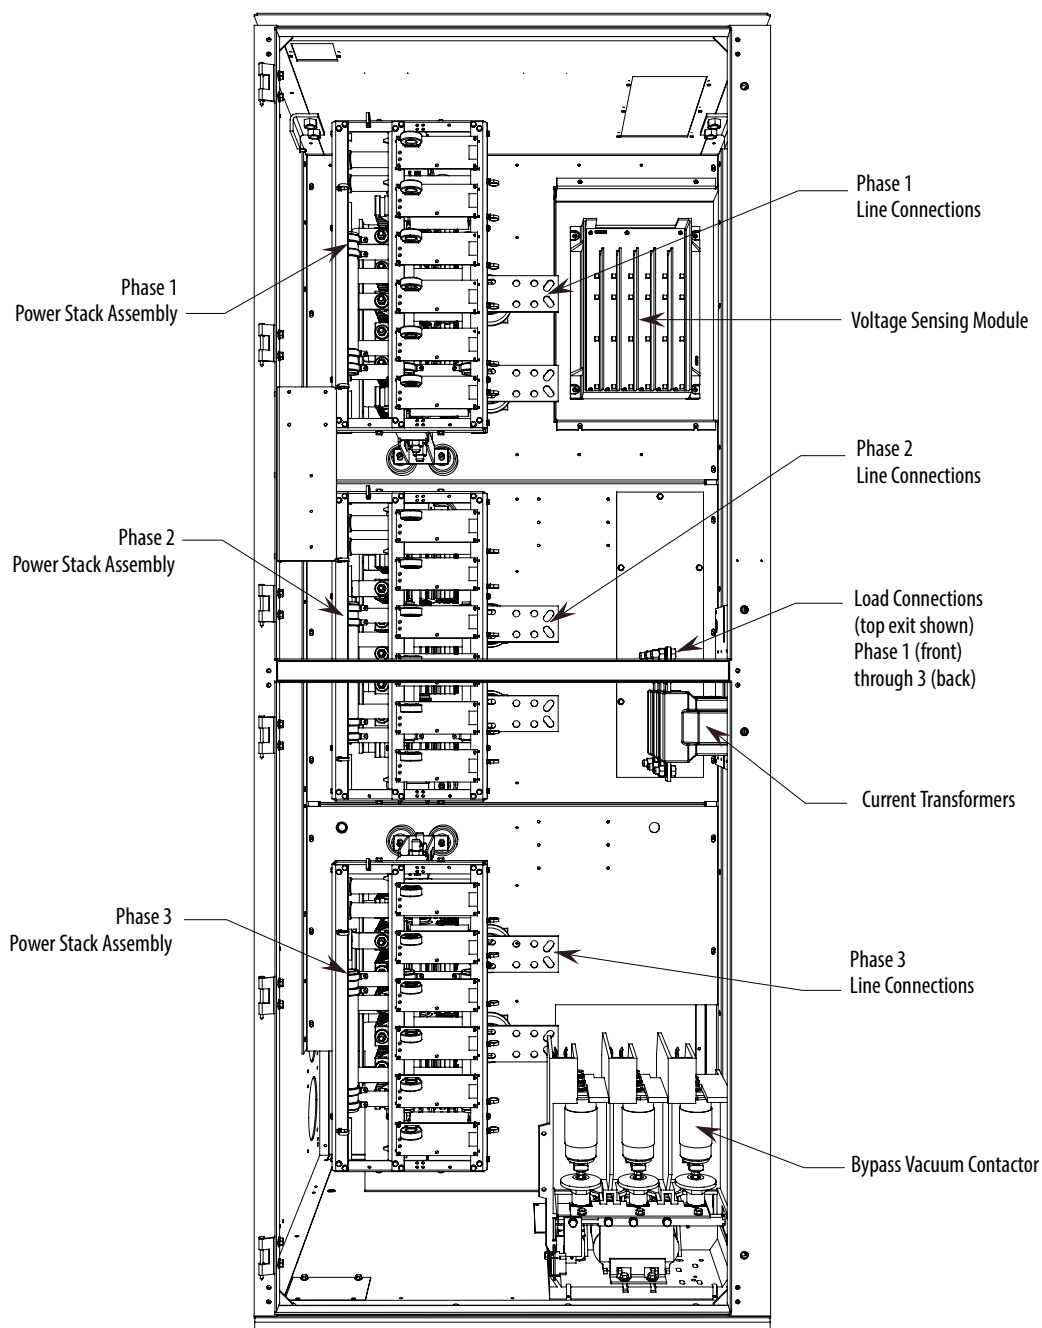 Phase 1
Line Connections
Phase 1
Power Stack Assembly
Voltage Sensing Module
Phase 2
Line Connections
Phase 2
Power Stack Assembly
Load Connections
(top exit shown)
Phase 1 (front)
through 3 (back)
Current Transformers
Phase 3
Power Stack Assembly
Phase 3
Line Connections
Bypass Vacuum Contactor